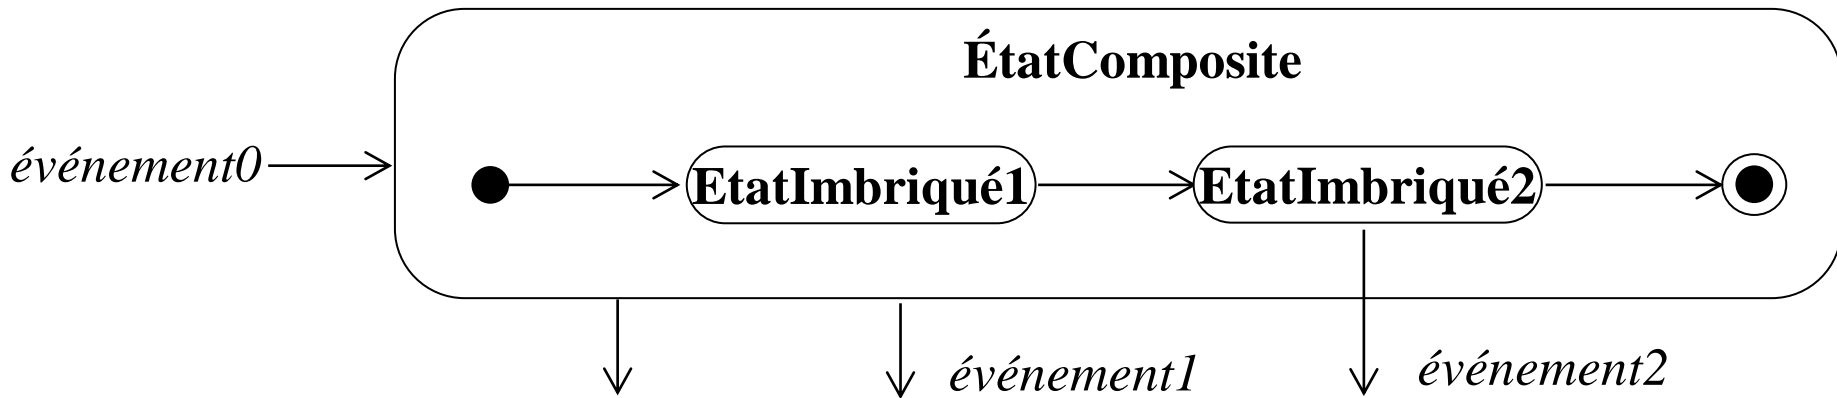 ÉtatComposite
événement0
EtatImbriqué1
EtatImbriqué2
événement1
événement2